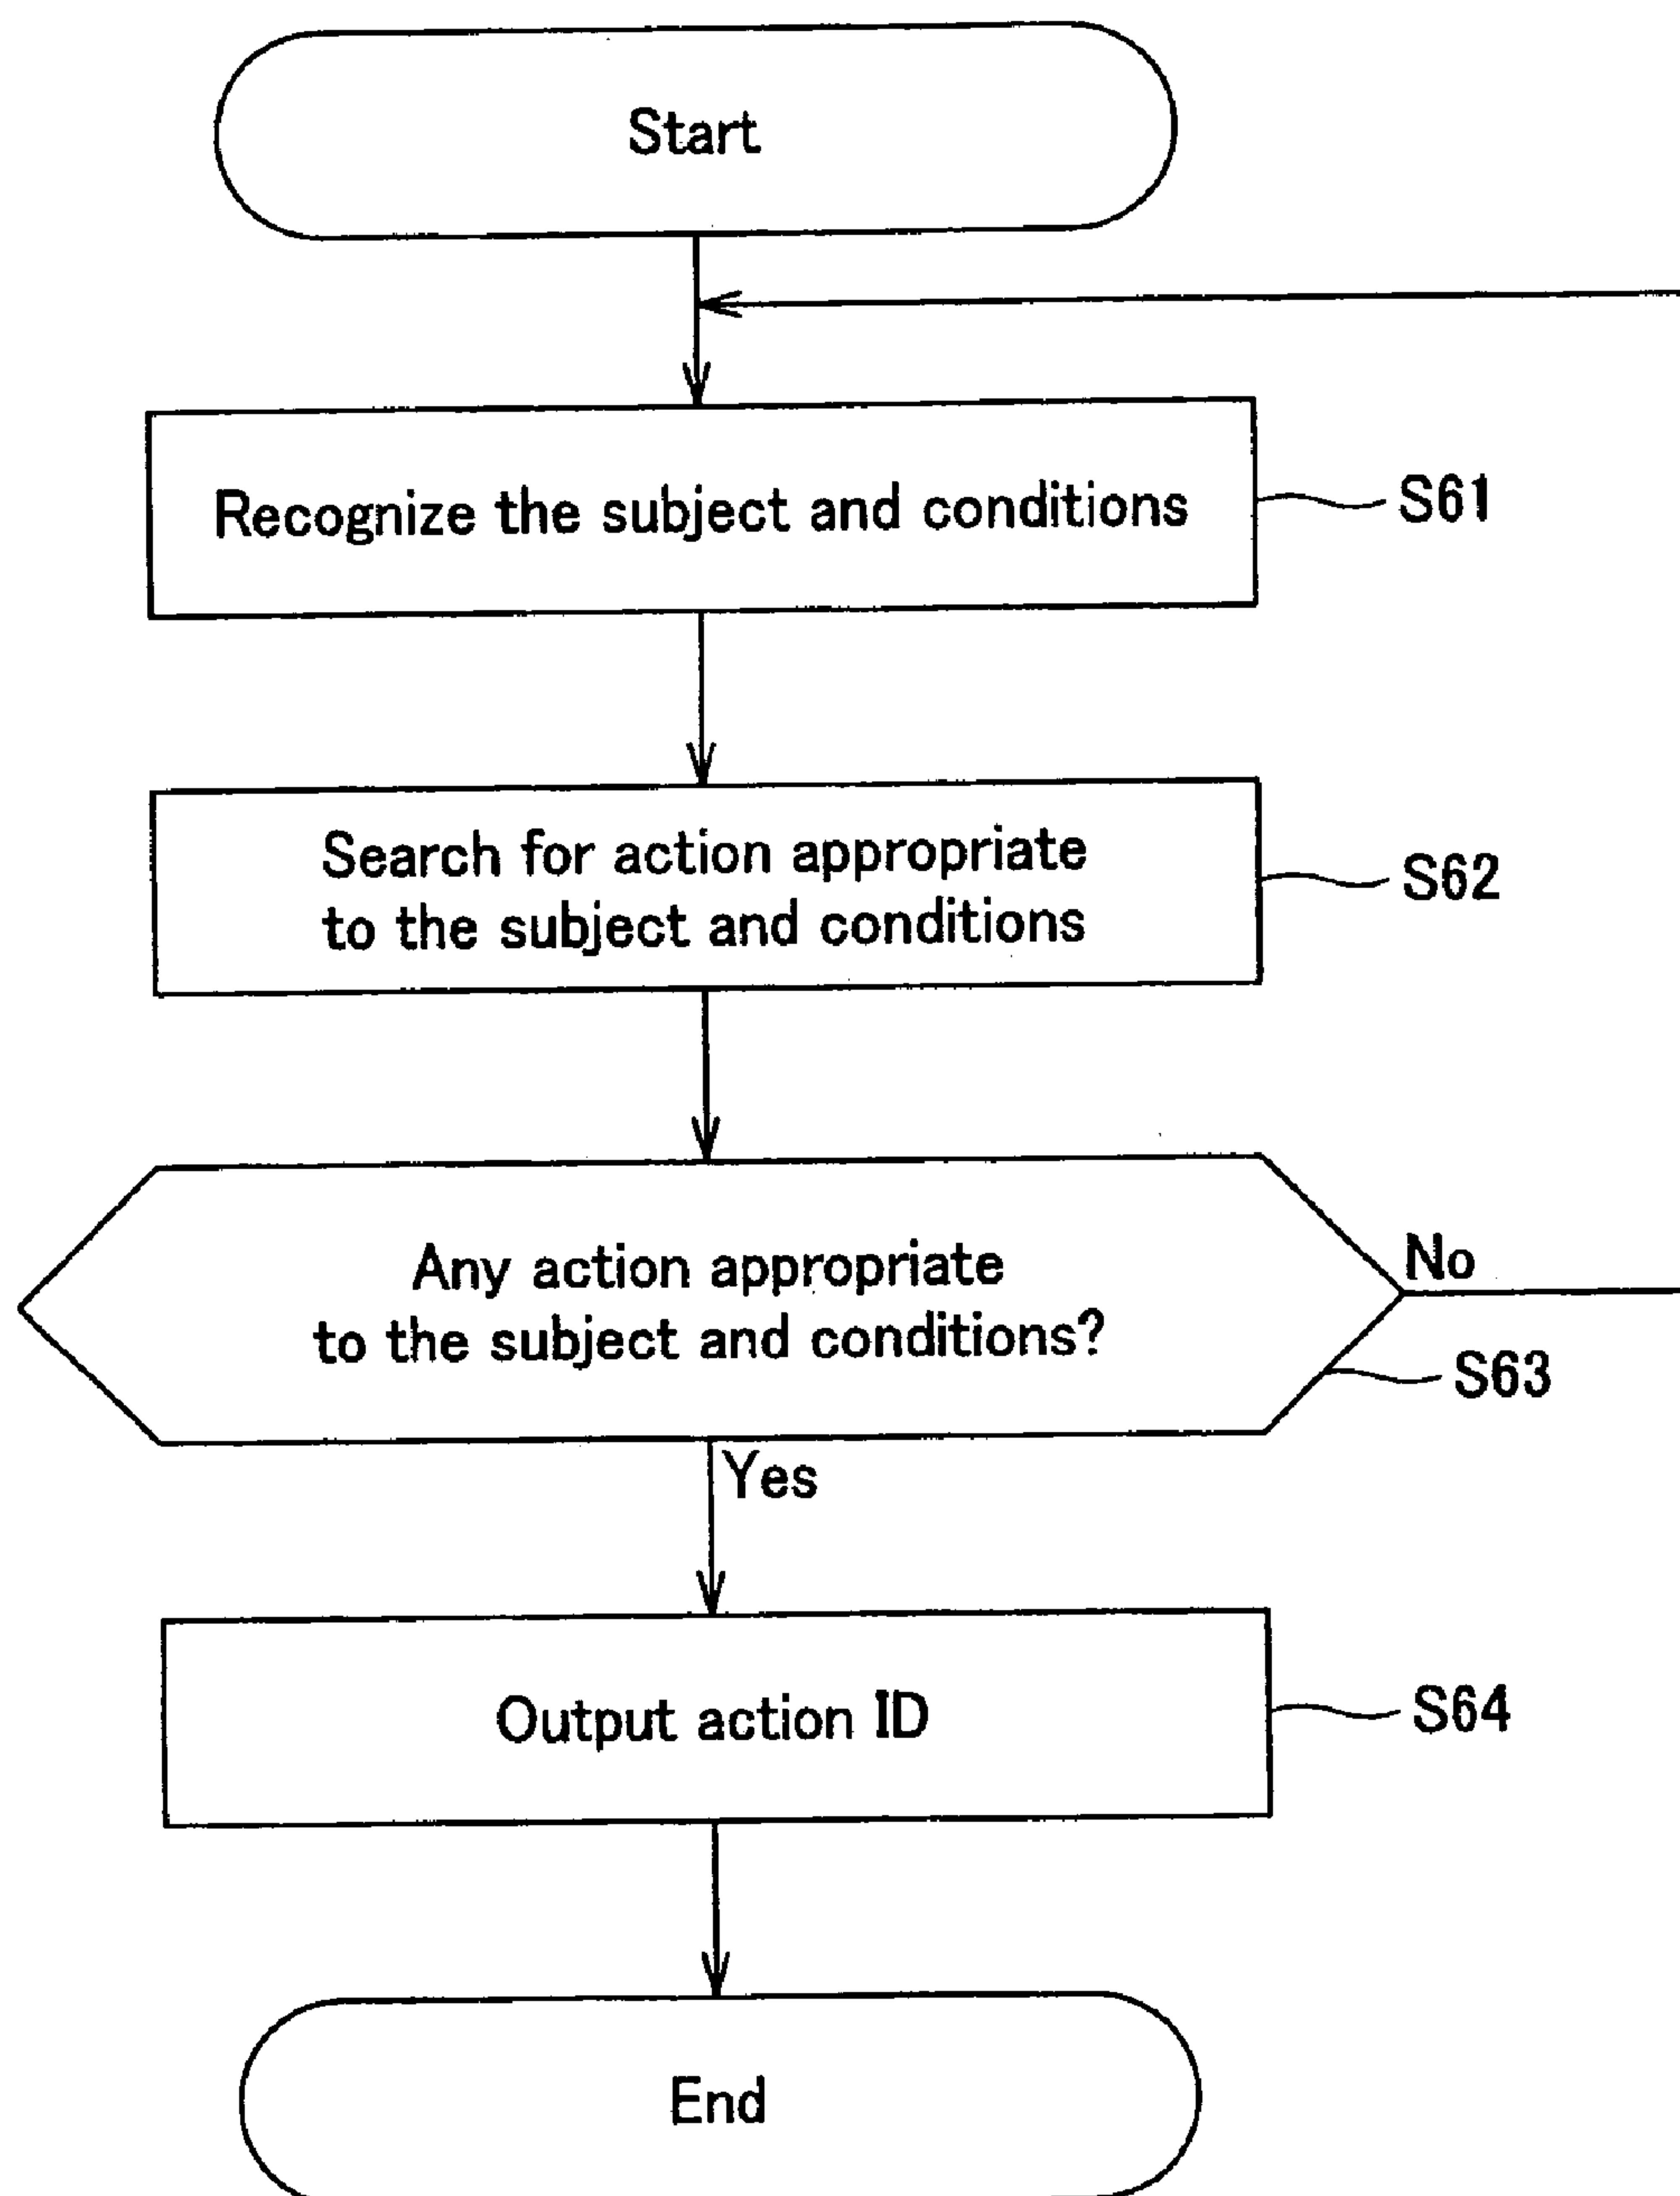 Start
Recognize the subject and conditions
S61
Search for action appropriate
to the subject and conditions
S62
Any action appropriate
to the subject and conditions?
No
S63
Yes
Output action ID
S64
End